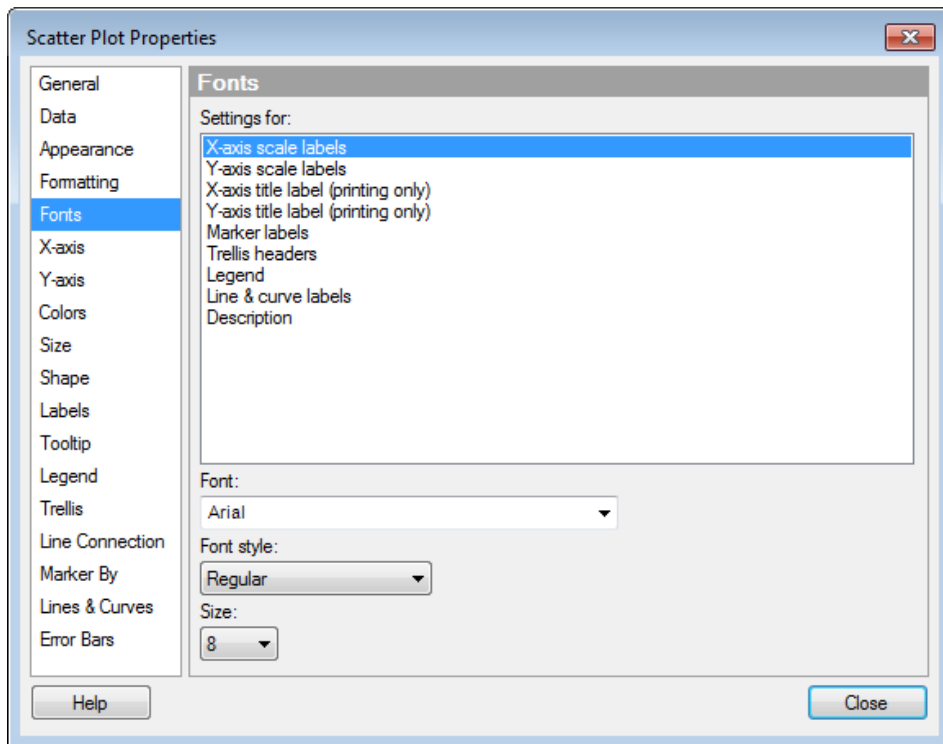 Scatter Plot Properties
General
Data
Appearance
Formatting
Fonts
X-axis
Y-axis
Colors
Size
Shape
Labels
Tooltip
Legend
Trellis
Line Connection
Marker By
Lines & Curves
Error Bars
Fonts
Settings for:
X-axis scale labels
Y-axis scale labels
X-axis title label (printing only)
Y-axis title label (printing only)
Marker labels
Trellis headers
Legend
Line & curve labels
Description
Font:
Arial
Font style:
Regular
Size:
8
Help
Close